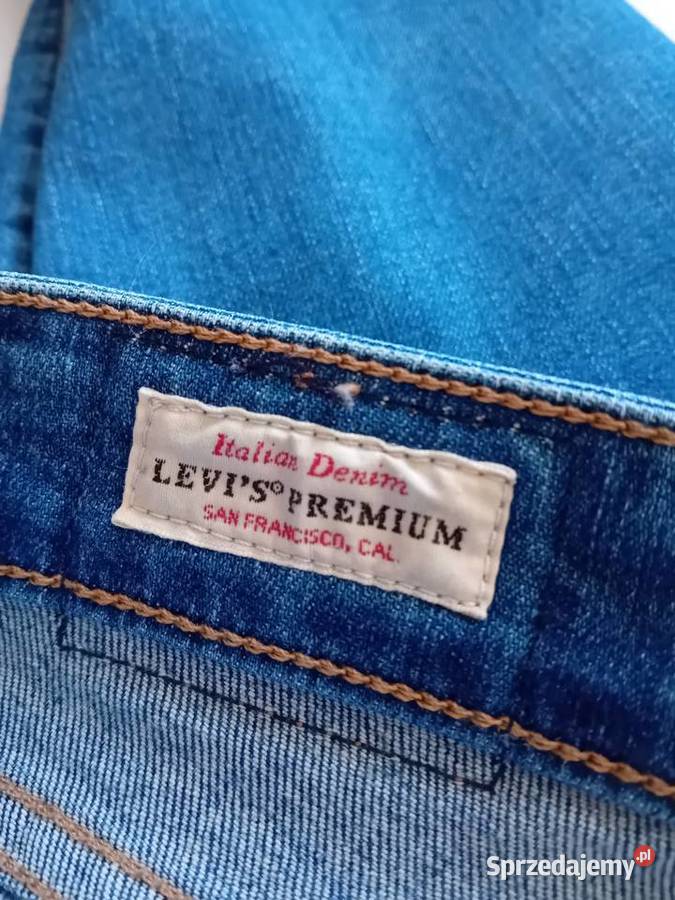 Italian Denim
LEVI'S® PREMIUM
SAN FRANCISCO, CAL.
Sprzedajemy.pl